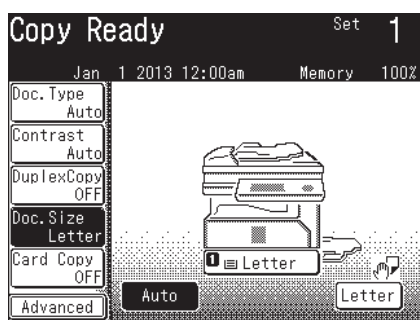 Copy Ready Set 1
Jan 1 2013 12:00am Memory 100%
Doc.Type
Auto
Contrast
Auto
DuplexCopy
OFF
Doc.Size
Letter
Card Copy
OFF
Advanced
1 Letter
Auto
Letter